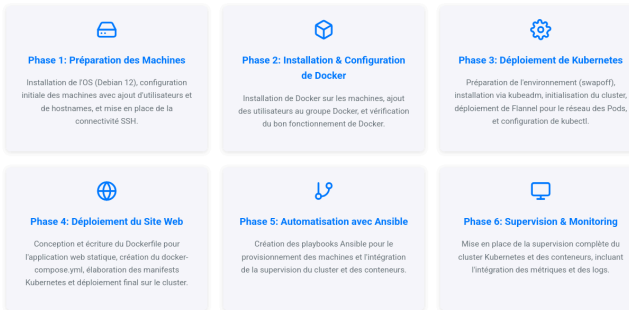 Phase 1: Préparation des Machines
Installation de l'OS (Debian 12), configuration
initiale des machines avec ajout d'utilisateurs et
de hostnames, et mise en place de la
connectivité SSH.
Phase 2: Installation & Configuration
de Docker
Installation de Docker sur les machines, ajout
des utilisateurs au groupe Docker, et vérification
du bon fonctionnement de Docker.
Phase 3: Déploiement de Kubernetes
Préparation de l'environnement (swapoff),
installation via kubeadm, initialisation du cluster,
déploiement de Flannel pour le réseau des Pods,
et configuration de kubectl.
Phase 4: Déploiement du Site Web
Conception et écriture du Dockerfile pour
l'application web statique, création du docker-
compose.yml, élaboration des manifests
Kubernetes et déploiement final sur le cluster.
Phase 5: Automatisation avec Ansible
Création des playbooks Ansible pour le
provisionnement des machines et l'intégration
de la supervision du cluster et des conteneurs.
Phase 6: Supervision & Monitoring
Mise en place de la supervision complète du
cluster Kubernetes et des conteneurs, incluant
l'intégration des métriques et des logs.